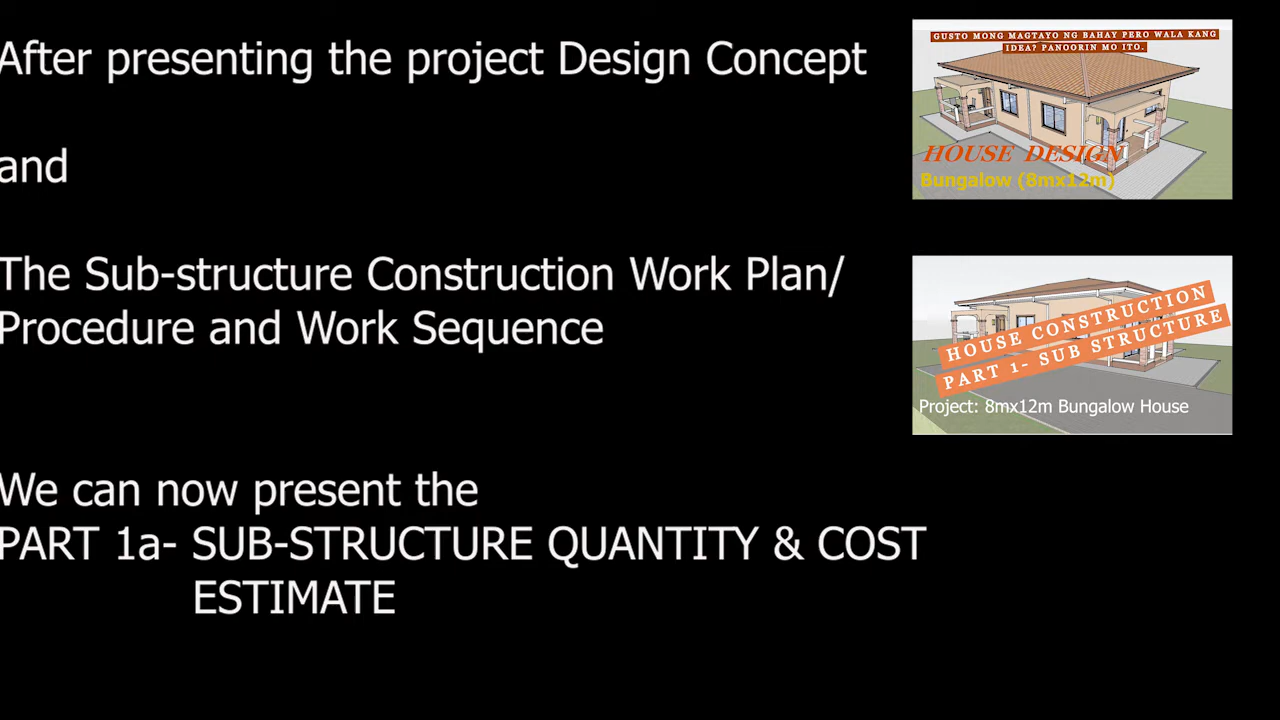 After presenting the project Design Concept
and
The Sub-structure Construction Work Plan/
Procedure and Work Sequence
We can now present the
PART 1a- SUB-STRUCTURE QUANTITY & COST
ESTIMATE
GUSTO MONG MAGTAYO NG BAHAY PERO WALA KANG
IDEA? PANOORIN MO ITO.
HOUSE DESIGN
Bungalow (8mx12m)
HOUSE CONSTRUCTION
PART 1- SUB STRUCTURE
Project: 8mx12m Bungalow House